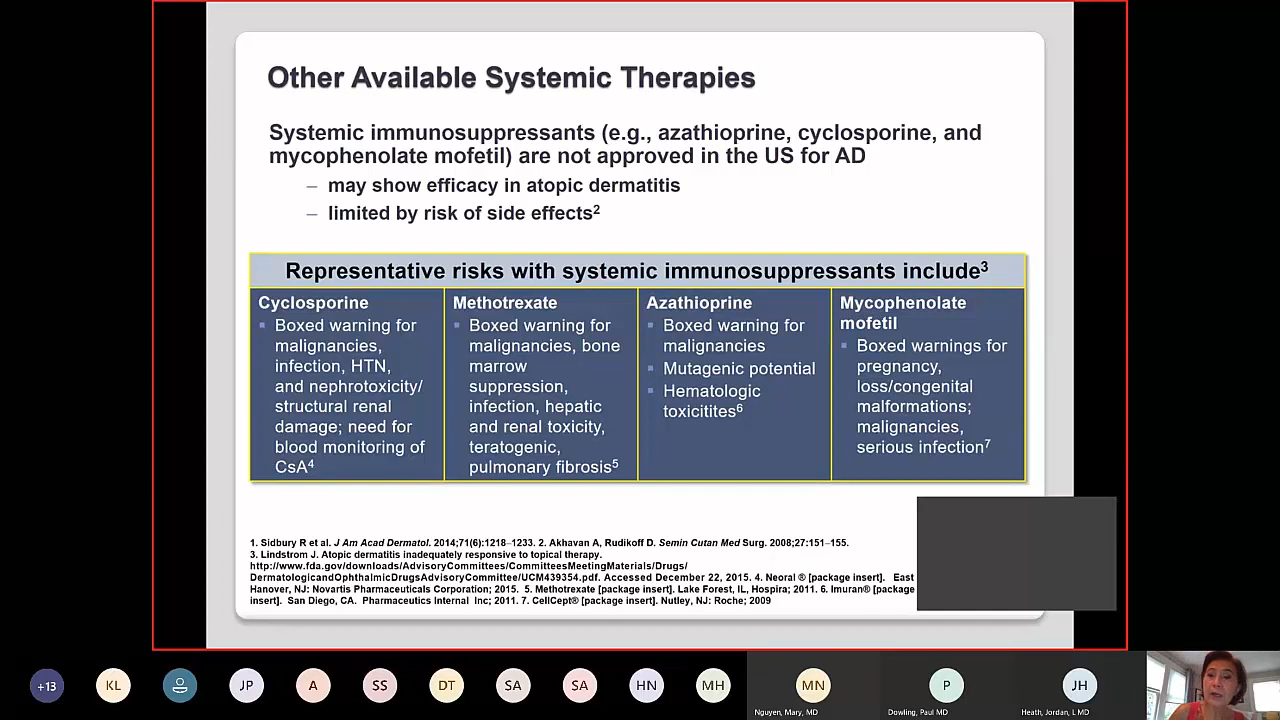 Other Available Systemic Therapies
Systemic immunosuppressants (e.g., azathioprine, cyclosporine, and
mycophenolate mofetil) are not approved in the US for AD
– may show efficacy in atopic dermatitis
– limited by risk of side effects2
Representative risks with systemic immunosuppressants include3
Cyclosporine
Boxed warning for
malignancies,
infection, HTN,
and nephrotoxicity/
structural renal
damage; need for
blood monitoring of
CsA4
Methotrexate
Boxed warning for
malignancies, bone
marrow
suppression,
infection, hepatic
and renal toxicity,
teratogenic,
pulmonary fibrosis5
Azathioprine
Boxed warning for
malignancies
Mutagenic potential
Hematologic
toxicitites6
Mycophenolate
mofetil
Boxed warnings for
pregnancy,
loss/congenital
malformations;
malignancies,
serious infection7
1. Sidbury R et al. J Am Acad Dermatol. 2014;71(6):1218–1233. 2. Akhavan A, Rudikoff D. Semin Cutan Med Surg. 2008;27:151–155.
3. Lindstrom J. Atopic dermatitis inadequately responsive to topical therapy.
http://www.fda.gov/downloads/AdvisoryCommittees/CommitteesMeetingMaterials/Drugs/
DermatologicandOphthalmicDrugsAdvisoryCommittee/UCM439354.pdf. Accessed December 22, 2015. 4. Neoral ® [package insert]. East
Hanover, NJ: Novartis Pharmaceuticals Corporation; 2015. 5. Methotrexate [package insert]. Lake Forest, IL, Hospira; 2011. 6. Imuran® [package
insert]. San Diego, CA. Pharmaceutics Internal Inc; 2011. 7. CellCept® [package insert]. Nutley, NJ: Roche; 2009
+13 KL JP A SS DT SA SA HN MH MN P JH
Nguyen, Mary, MD Dowling, Paul MD Heath, Jordan, L MD